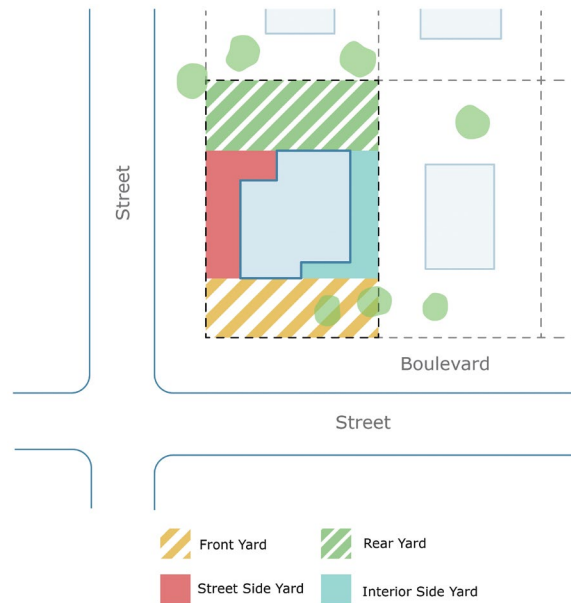 Street
Boulevard
Street
Front Yard
Rear Yard
Street Side Yard
Interior Side Yard